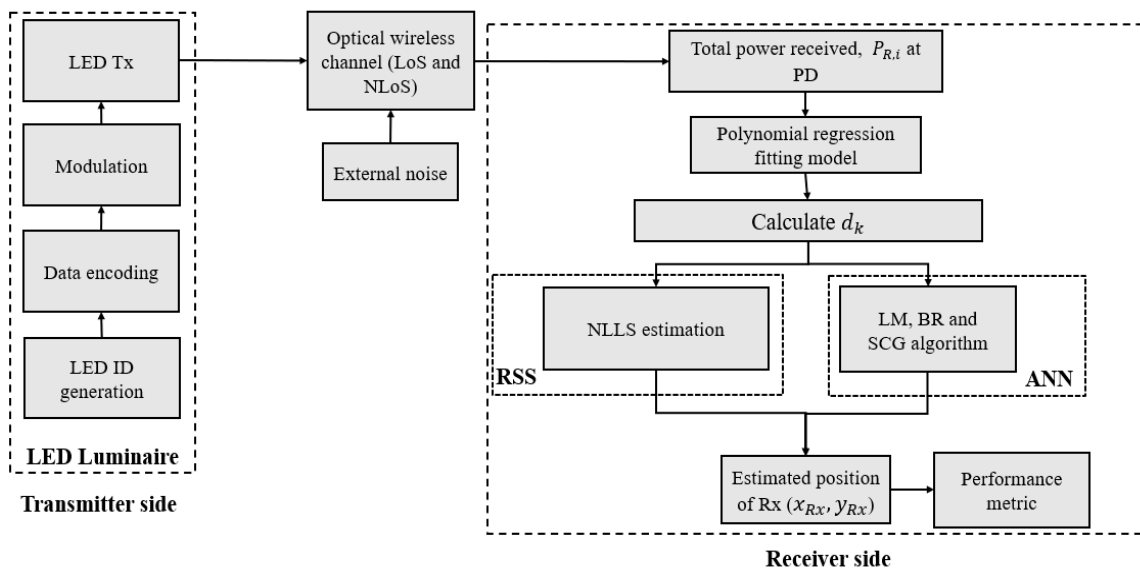 LED Tx
Modulation
Data encoding
LED ID
generation
LED Luminaire
Transmitter side
Optical wireless
channel (LoS and
NLoS)
External noise
Total power received, P_{R,i} at
PD
Polynomial regression
fitting model
Calculate d_k
NLLS estimation
RSS
LM, BR and
SCG algorithm
ANN
Estimated position
of Rx (x_{Rx}, y_{Rx})
Performance
metric
Receiver side